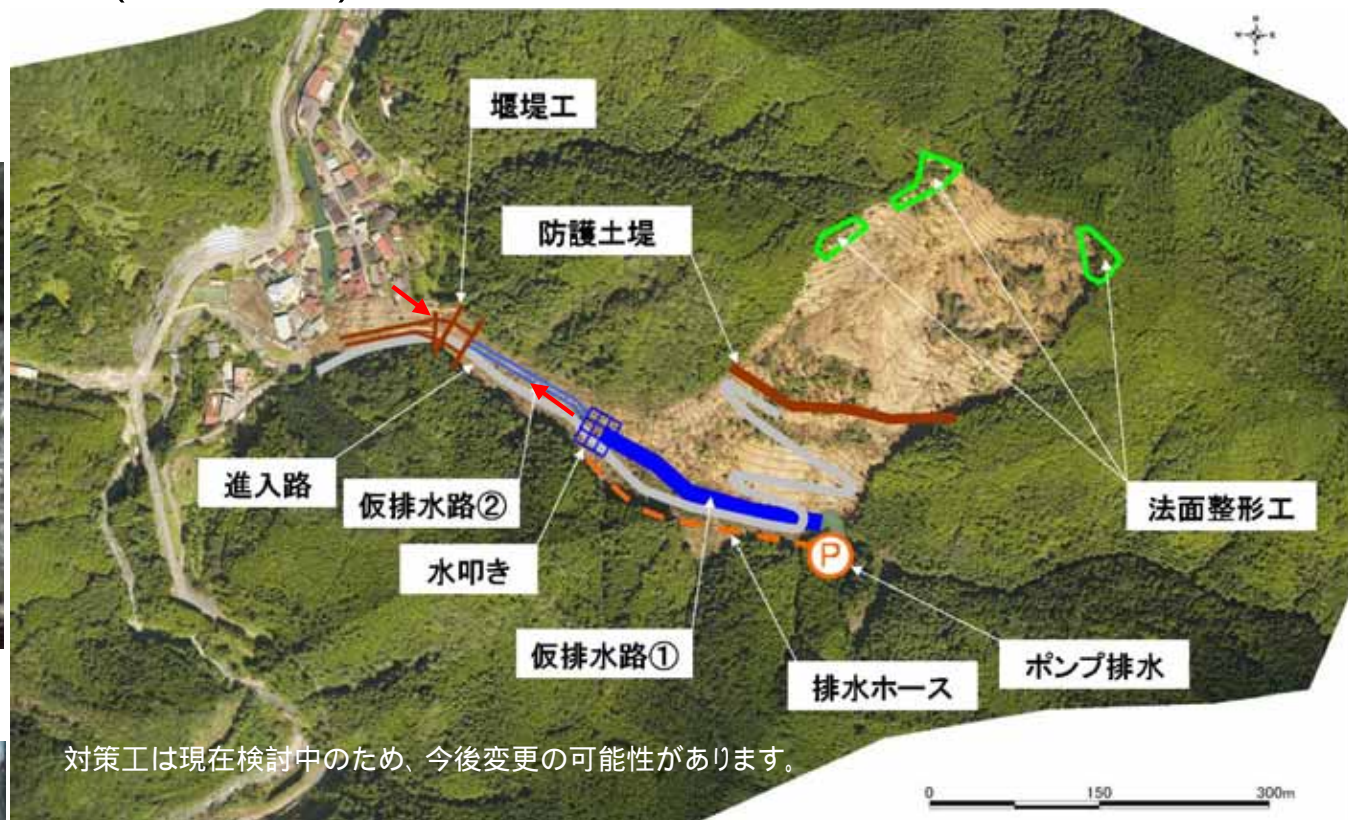 堰堤工
防護土堤
進入路
仮排水路②
水叩き
仮排水路①
排水ホース
P
ポンプ排水
法面整形工
対策工は現在検討中のため、今後変更の可能性があります。
0 150 300m